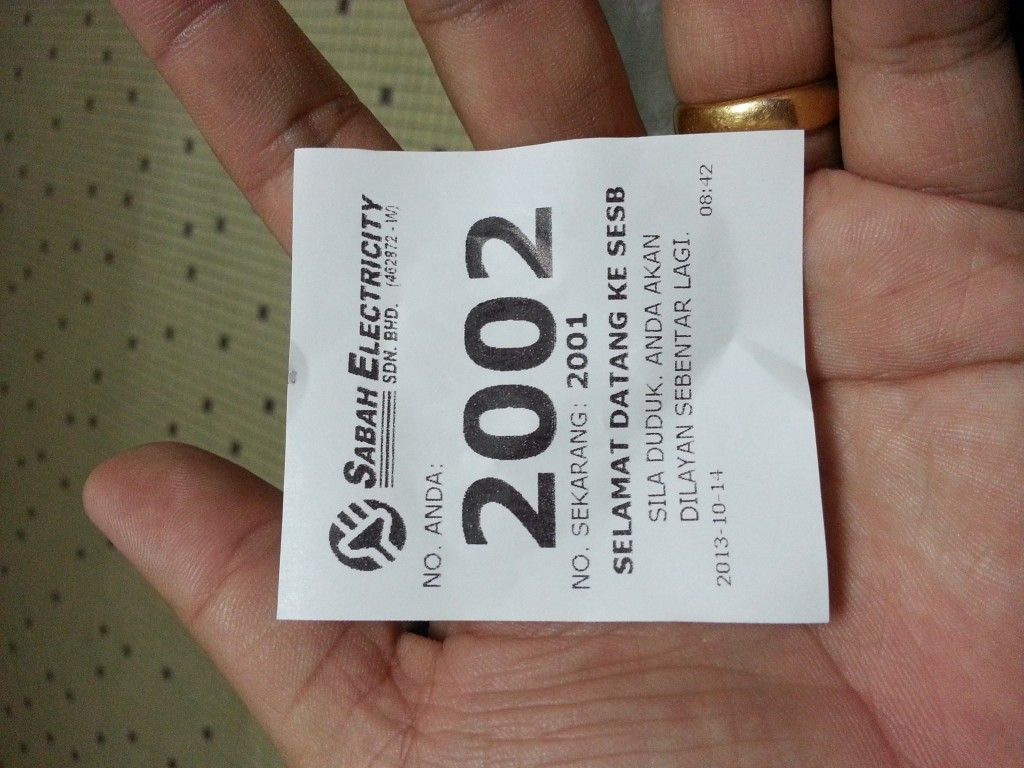 SABAH ELECTRICITY
SDN. BHD. (462872 -W)
NO. ANDA:
2002
NO. SEKARANG: 2001
SELAMAT DATANG KE SESB
SILA DUDUK. ANDA AKAN
DILAYAN SEBENTAR LAGI.
2013-10-14 08:42